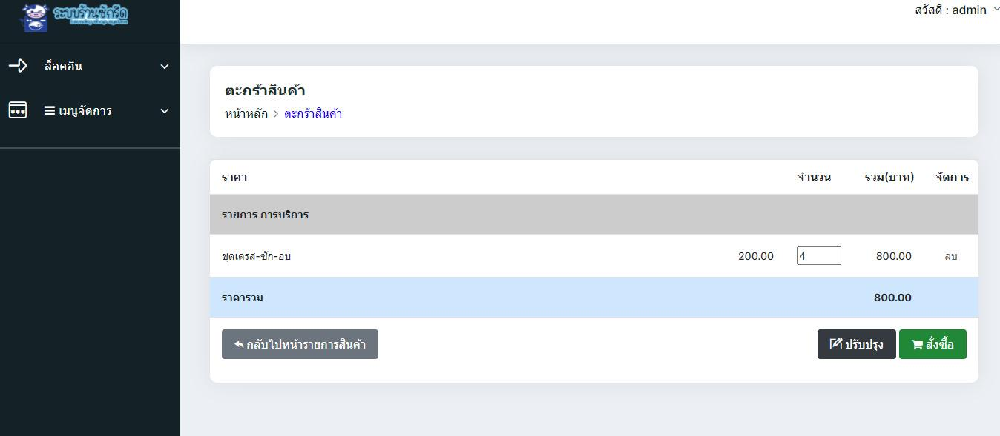 ระบบร้านซักรีด
สวัสดี : admin
ล็อคอิน
เมนูจัดการ
ตะกร้าสินค้า
หน้าหลัก > ตะกร้าสินค้า
ราคา จำนวน รวม(บาท) จัดการ
รายการ การบริการ
ชุดเดรส-ซัก-อบ 200.00 4 800.00 ลบ
ราคารวม 800.00
กลับไปหน้ารายการสินค้า ปรับปรุง สั่งซื้อ